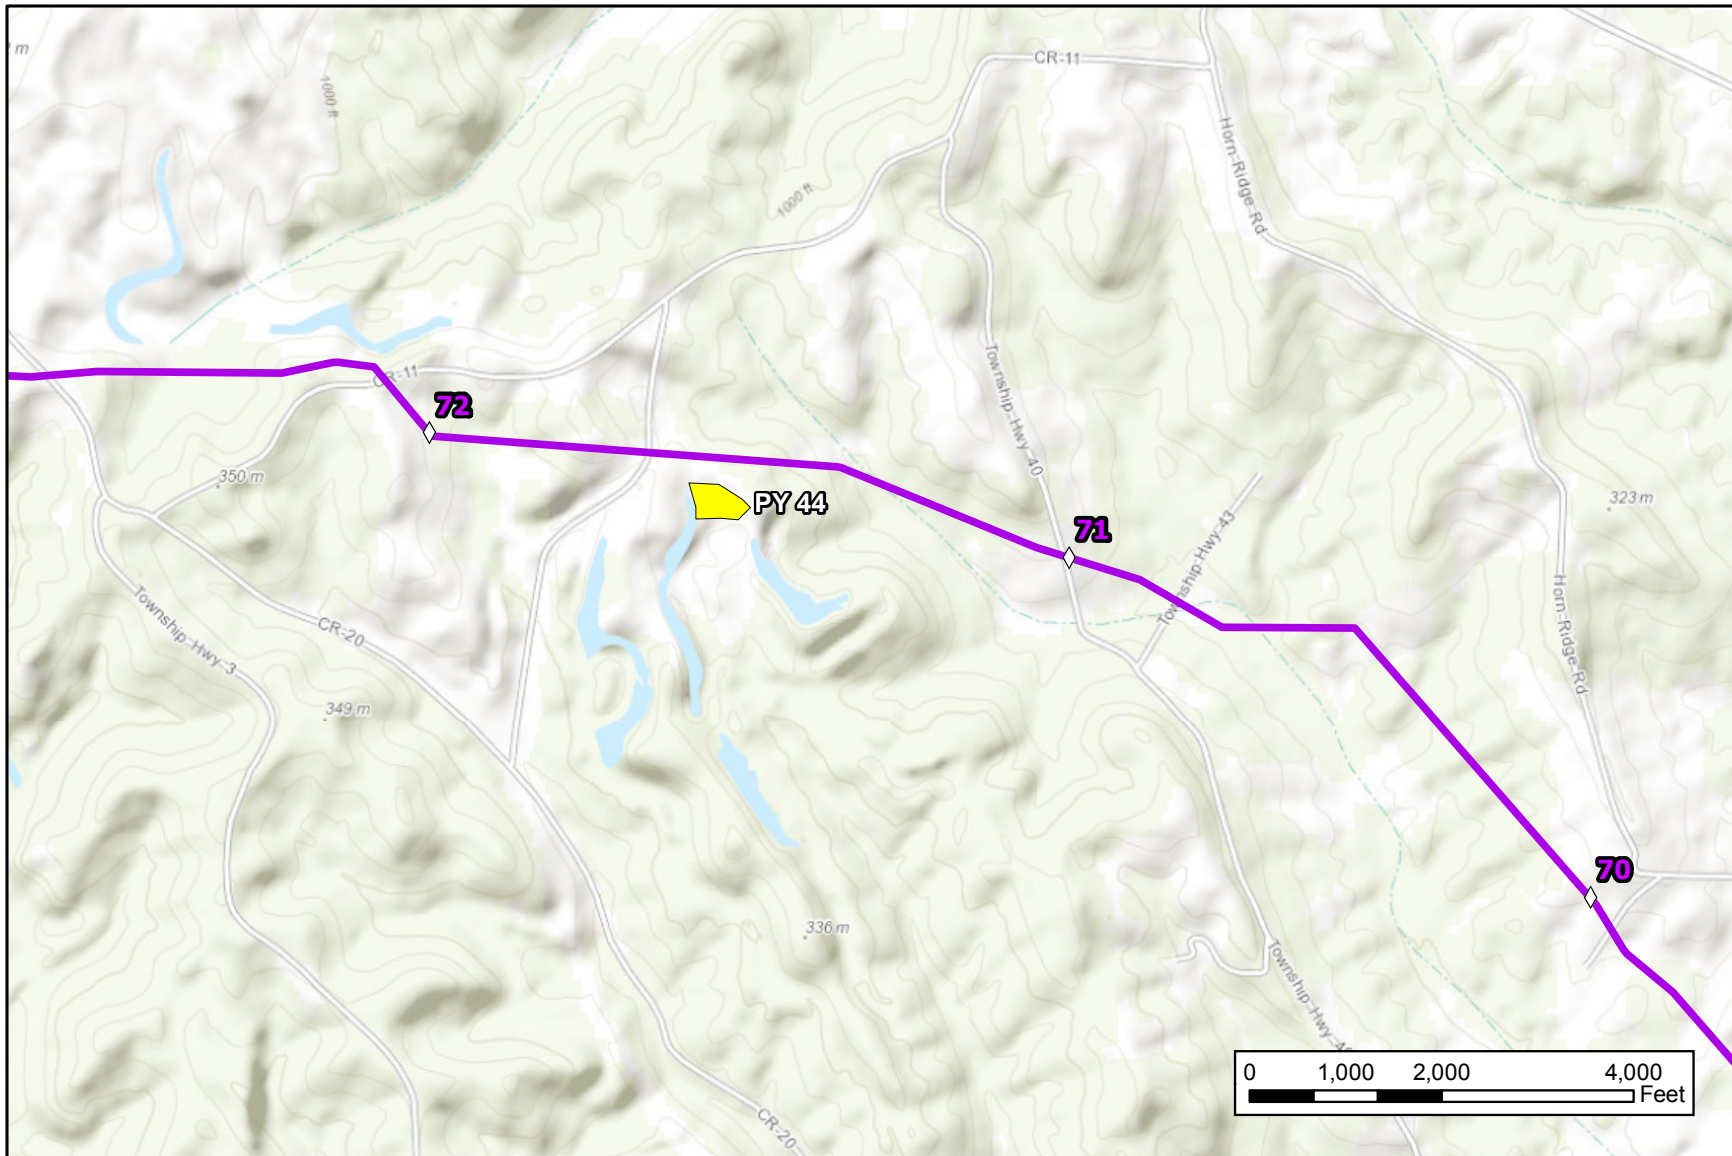 m
CR-11
1000 ft
Horn-Ridge-Rd
1000 ft
Township-Hwy-40
CR-11
72
350 m
PY 44
323 m
71
Township-Hwy-43
Township-Hwy-3
CR-20
Horn-Ridge-Rd
349 m
70
336 m
Township-Hwy-4
0 1,000 2,000 4,000
Feet
CR-20